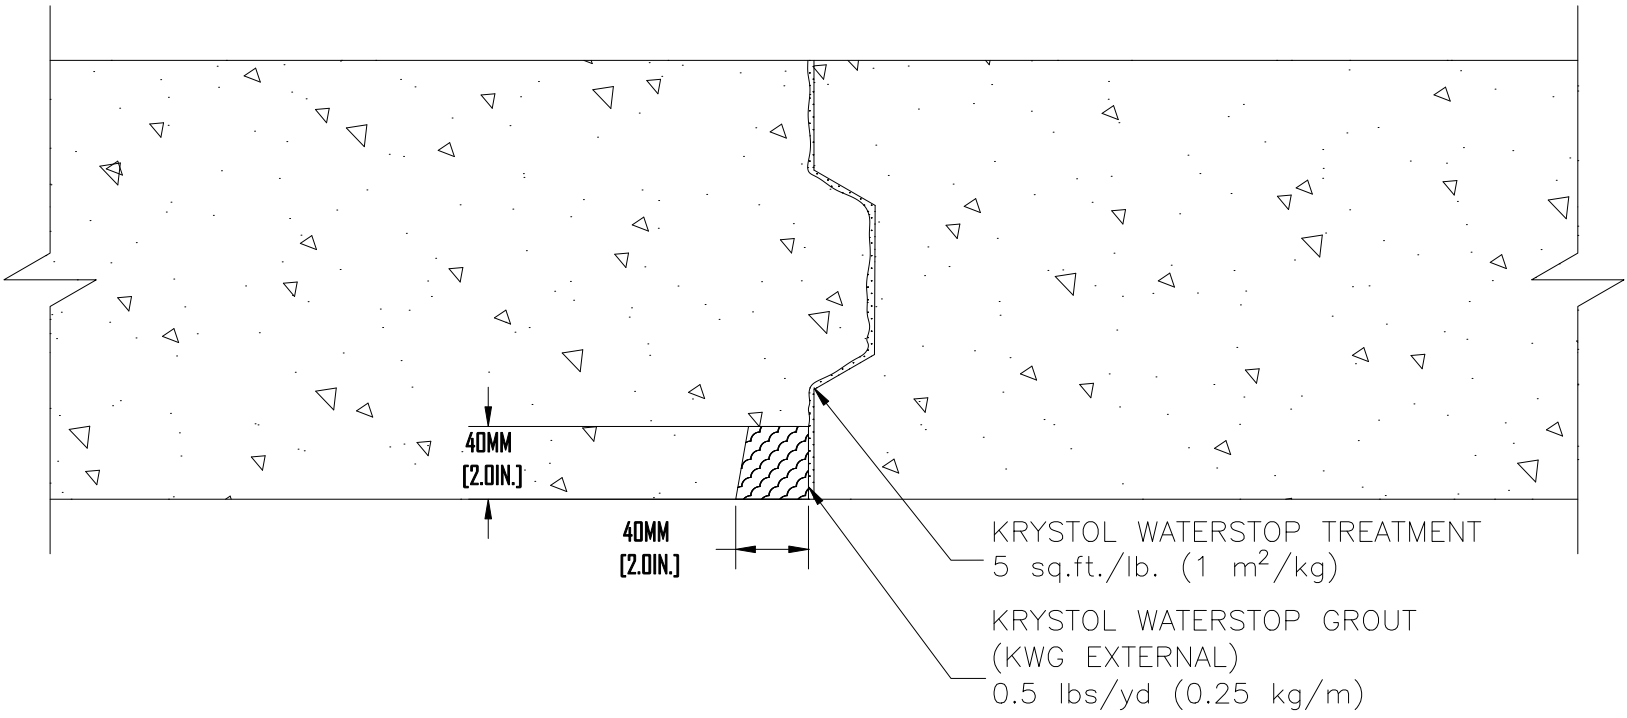 40MM
[2.0IN.]
40MM
[2.0IN.]
KRYSTOL WATERSTOP TREATMENT
5 sq.ft./lb. (1 m²/kg)
KRYSTOL WATERSTOP GROUT
(KWG EXTERNAL)
0.5 lbs/yd (0.25 kg/m)